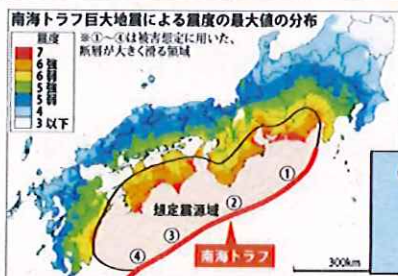 南海トラフ巨大地震による震度の最大値の分布
震度
7
6強
6弱
5強
5弱
4
3以下
※①～④は被害想定に用いた、
断層が大きく滑る領域
①
②
③
④
想定震源域
南海トラフ
300km